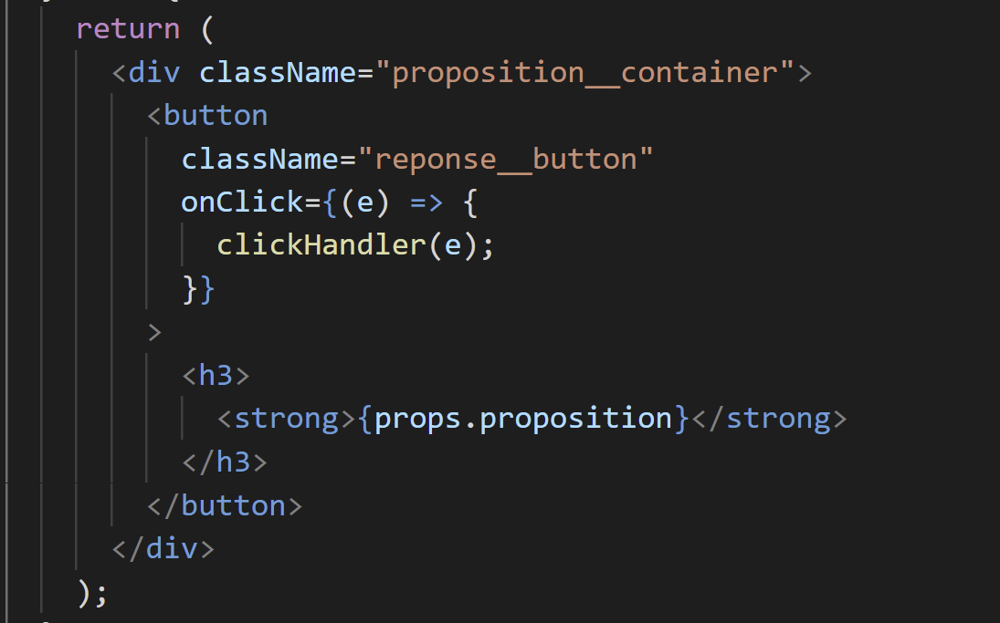 return (
<div className="proposition__container">
<button
className="reponse__button"
onClick={(e) => {
clickHandler(e);
}}
>
<h3>
<strong>{props.proposition}</strong>
</h3>
</button>
</div>
);